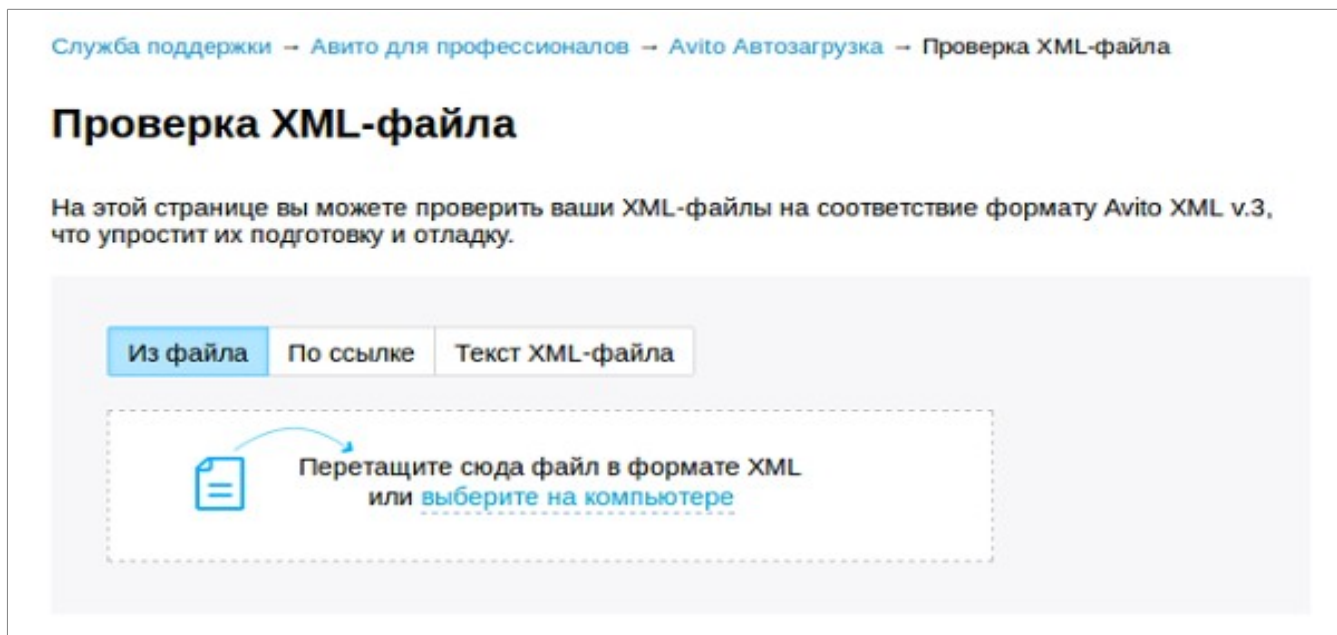 Служба поддержки → Авито для профессионалов → Avito Автозагрузка → Проверка XML-файла
Проверка XML-файла
На этой странице вы можете проверить ваши XML-файлы на соответствие формату Avito XML v.3,
что упростит их подготовку и отладку.
Из файла По ссылке Текст XML-файла
Перетащите сюда файл в формате XML
или выберите на компьютере